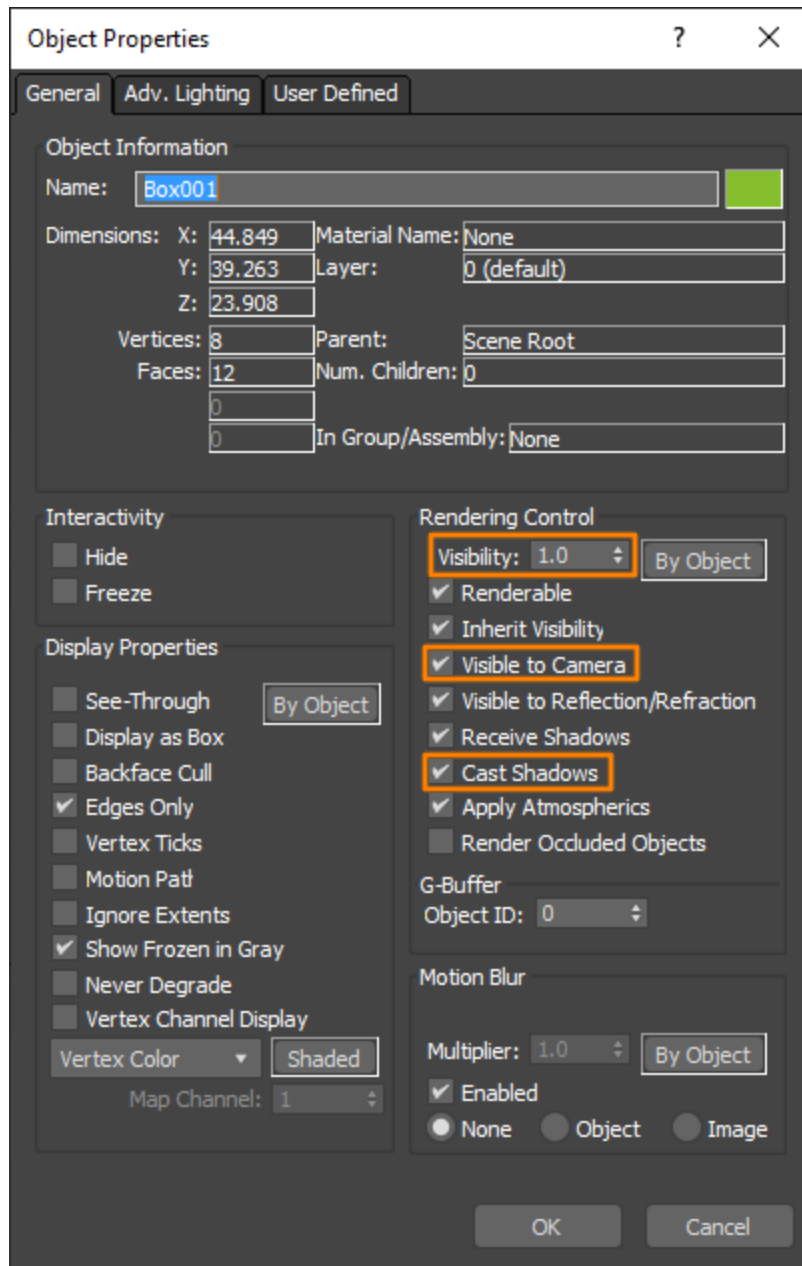 Object Properties ? ×
General Adv. Lighting User Defined
Object Information
Name: Box001
Dimensions: X: 44.849 Material Name: None
Y: 39.263 Layer: 0 (default)
Z: 23.908
Vertices: 8 Parent: Scene Root
Faces: 12 Num. Children: 0
0
0 In Group/Assembly: None
Interactivity
Hide
Freeze
Display Properties
See-Through By Object
Display as Box
Backface Cull
Edges Only
Vertex Ticks
Motion Path
Ignore Extents
Show Frozen in Gray
Never Degrade
Vertex Channel Display
Vertex Color Shaded
Map Channel: 1
Rendering Control
Visibility: 1.0 By Object
Renderable
Inherit Visibility
Visible to Camera
Visible to Reflection/Refraction
Receive Shadows
Cast Shadows
Apply Atmospherics
Render Occluded Objects
G-Buffer
Object ID: 0
Motion Blur
Multiplier: 1.0 By Object
Enabled
None Object Image
OK Cancel